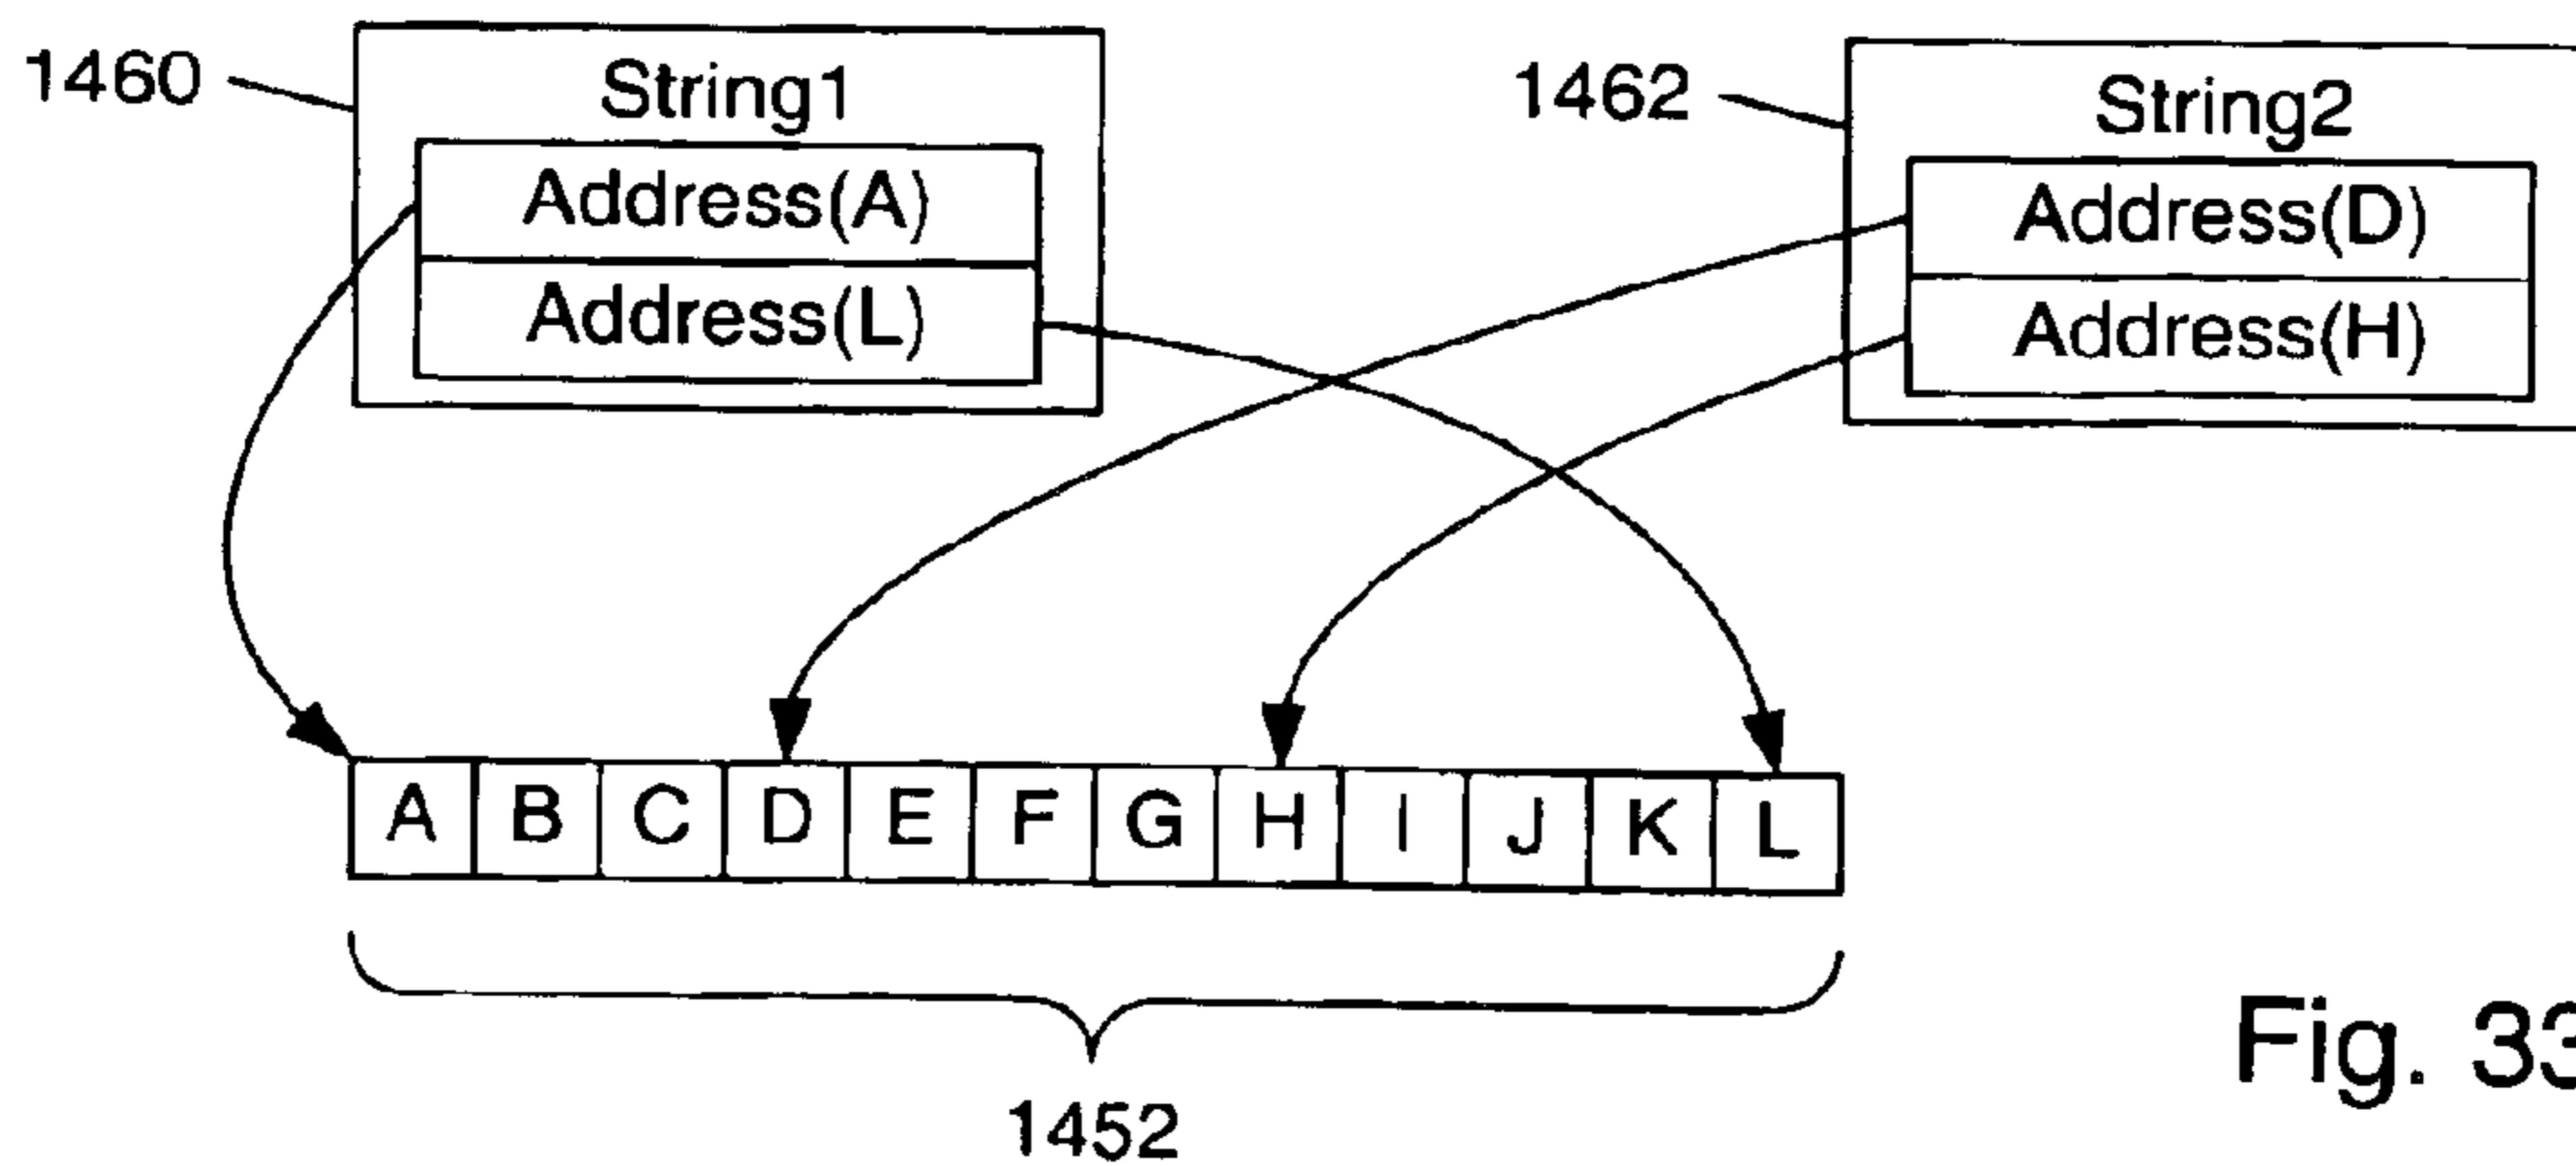 1460 String1 1462 String2
Address(A) Address(D)
Address(L) Address(H)
A B C D E F G H I J K L
Fig. 33
1452